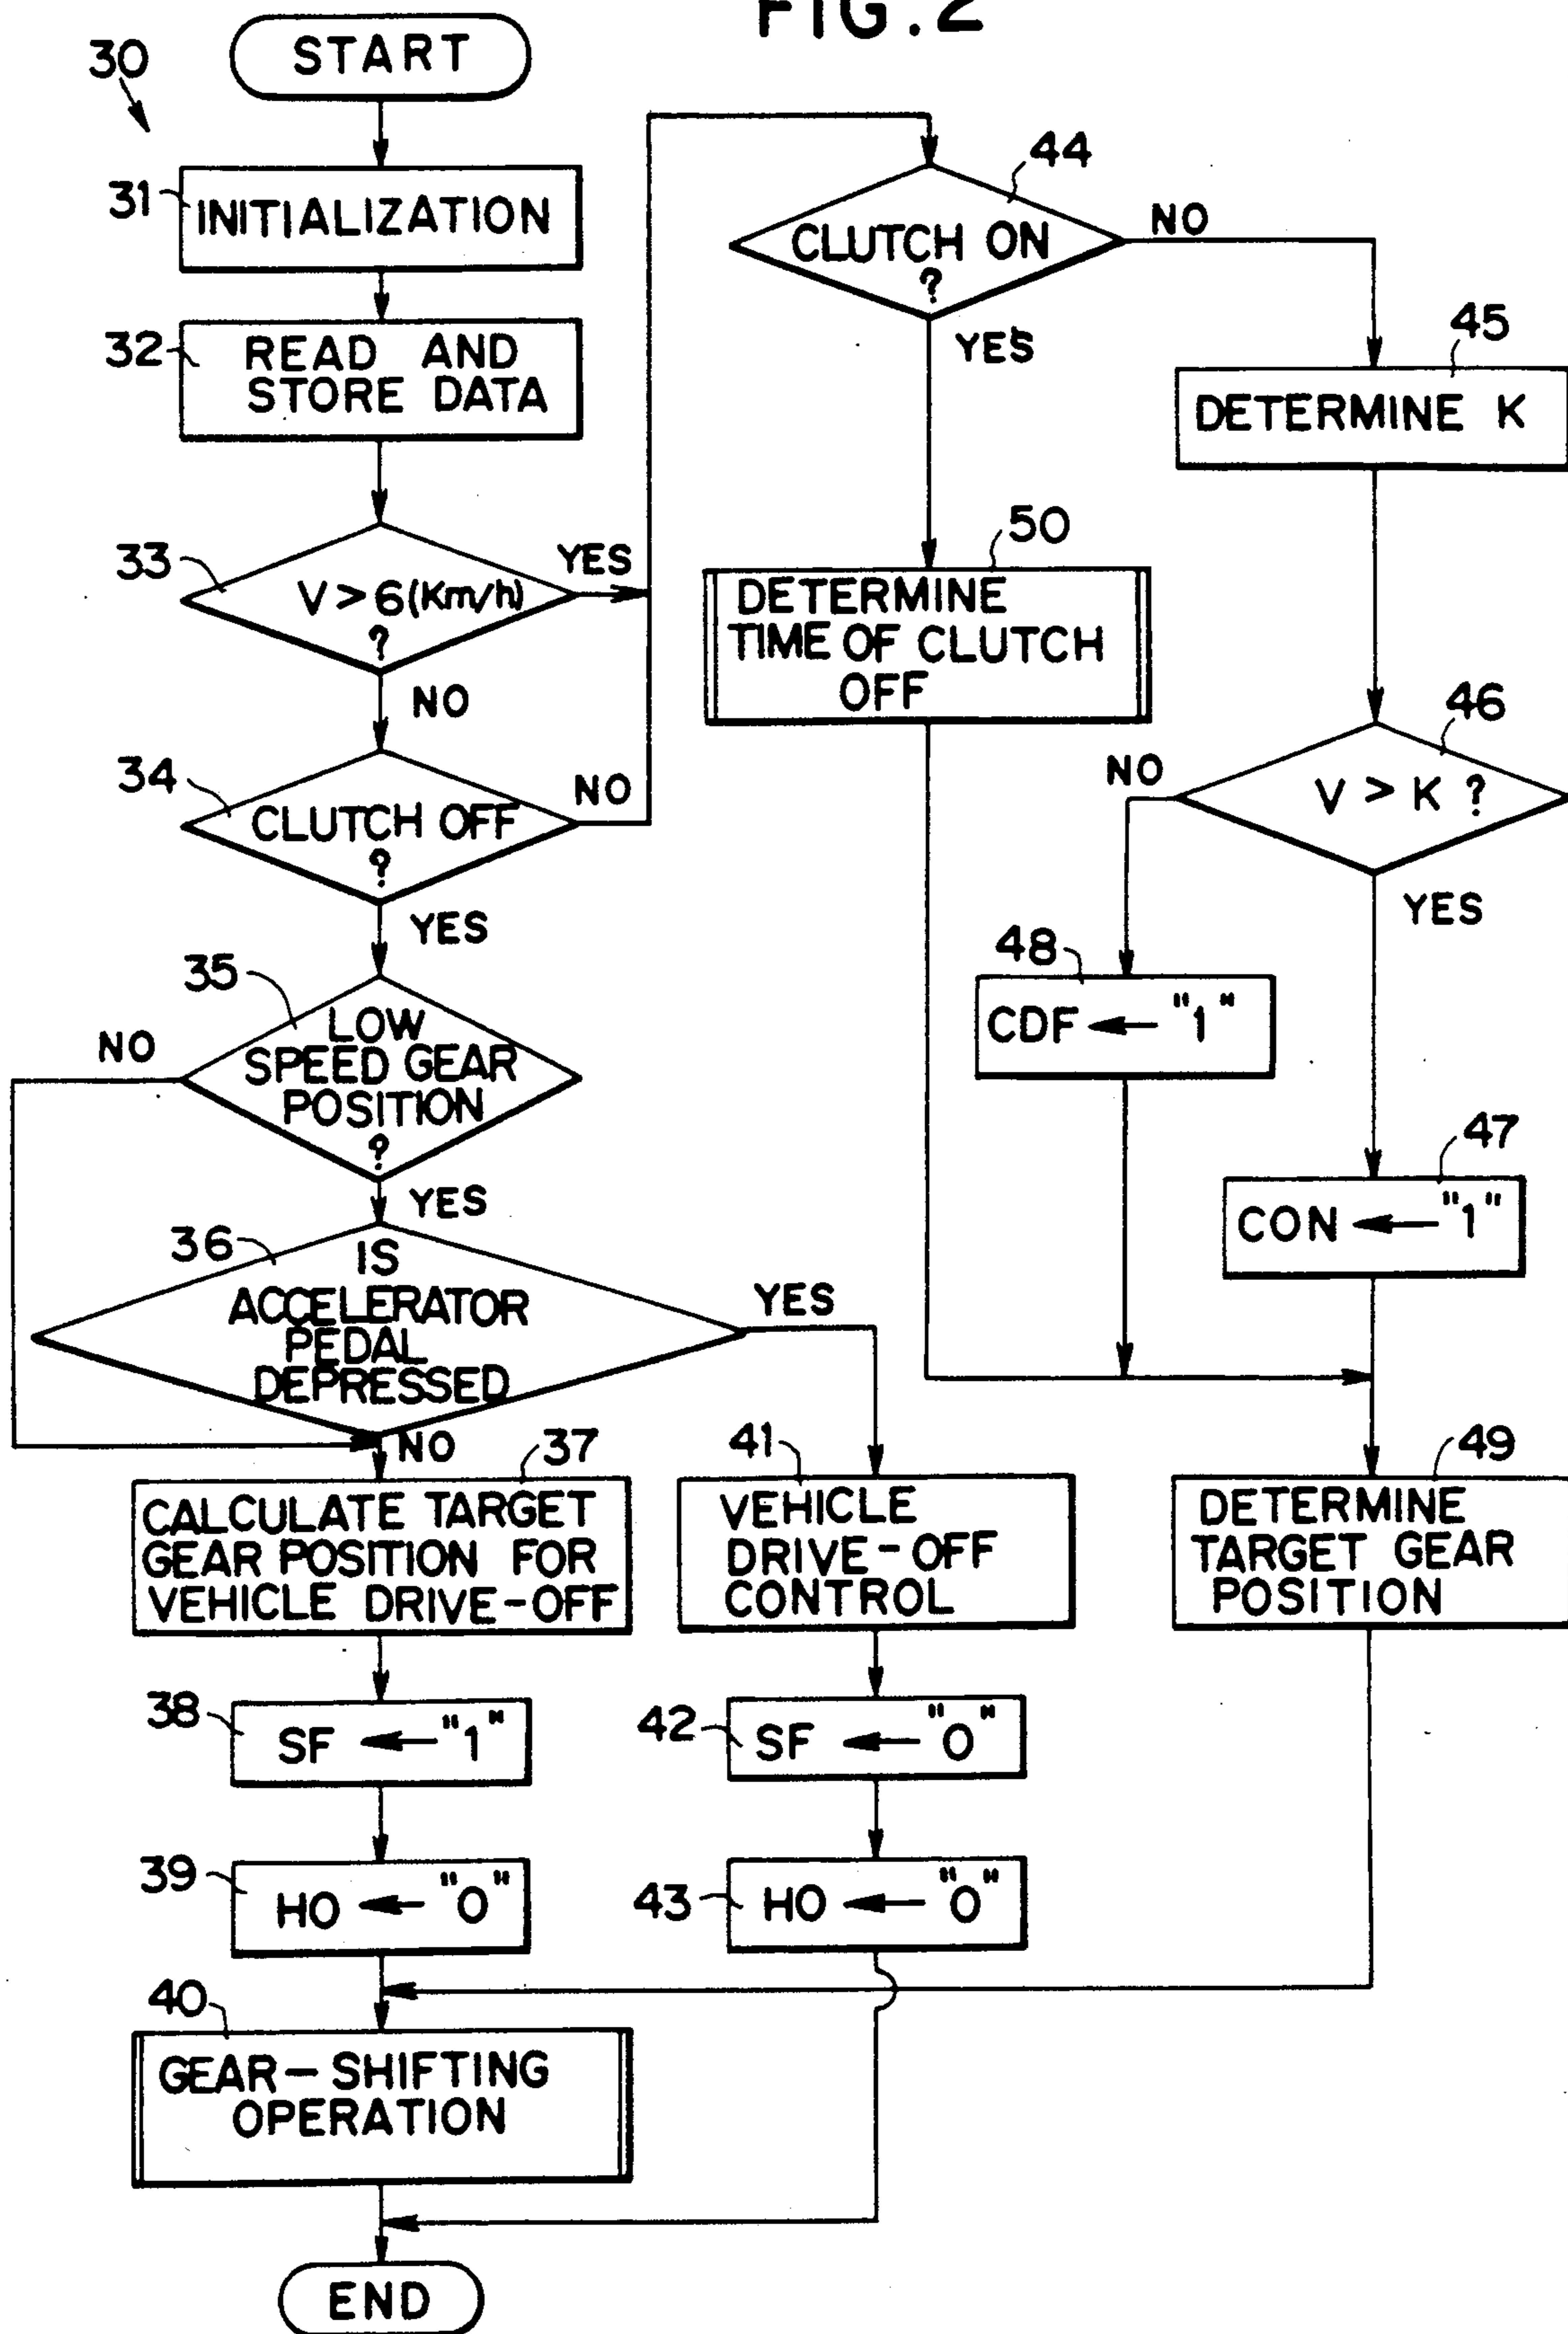 FIG.2
30
START
31
INITIALIZATION
32
READ AND
STORE DATA
33
V > 6 (Km/h)
?
YES
NO
34
CLUTCH OFF
?
NO
YES
35
LOW
SPEED GEAR
POSITION
?
NO
YES
36
IS
ACCELERATOR
PEDAL
DEPRESSED
YES
NO
37
CALCULATE TARGET
GEAR POSITION FOR
VEHICLE DRIVE-OFF
38
SF ← "1"
39
HO ← "0"
40
GEAR-SHIFTING
OPERATION
END
41
VEHICLE
DRIVE-OFF
CONTROL
42
SF ← "0"
43
HO ← "0"
44
CLUTCH ON
?
NO
YES
45
DETERMINE K
50
DETERMINE
TIME OF CLUTCH
OFF
46
V > K ?
NO
YES
48
CDF ← "1"
47
CON ← "1"
49
DETERMINE
TARGET GEAR
POSITION